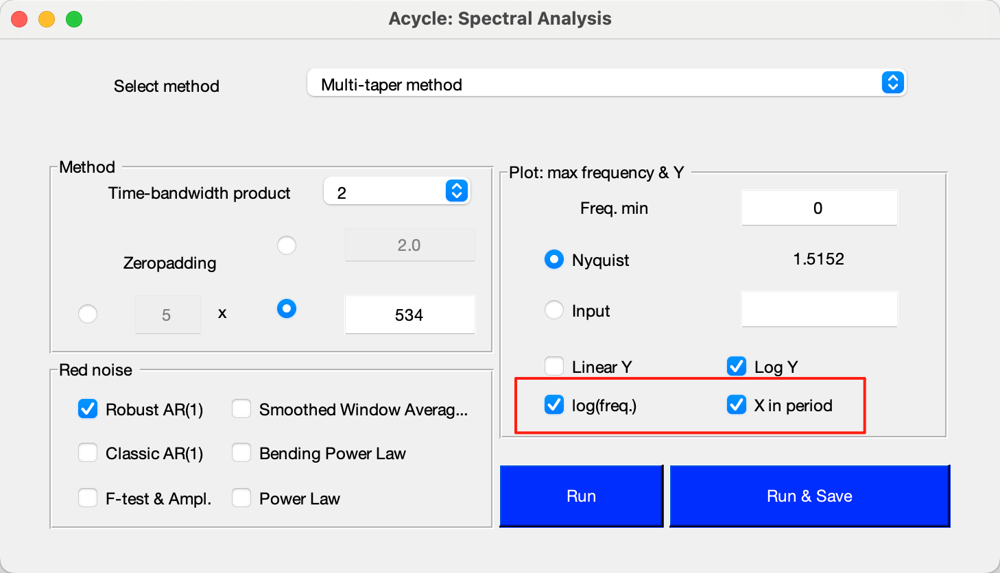 Acycle: Spectral Analysis
Select method
Multi-taper method
Method
Time-bandwidth product
2
2.0
Zeropadding
5
x
534
Red noise
Robust AR(1)
Smoothed Window Averag...
Classic AR(1)
Bending Power Law
F-test & Ampl.
Power Law
Plot: max frequency & Y
Freq. min
0
Nyquist
1.5152
Input
Linear Y
Log Y
log(freq.)
X in period
Run
Run & Save